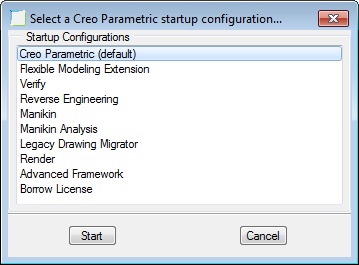 Select a Creo Parametric startup configuration...
Startup Configurations
Creo Parametric (default)
Flexible Modeling Extension
Verify
Reverse Engineering
Manikin
Manikin Analysis
Legacy Drawing Migrator
Render
Advanced Framework
Borrow License
Start
Cancel